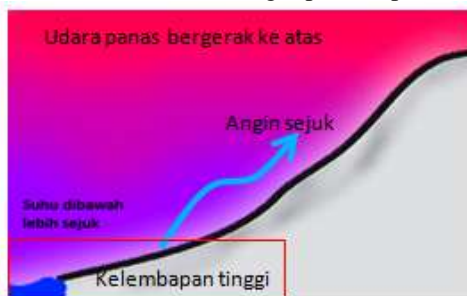 Udara panas bergerak ke atas
Angin sejuk
Suhu dibawah
lebih sejuk
Kelembapan tinggi